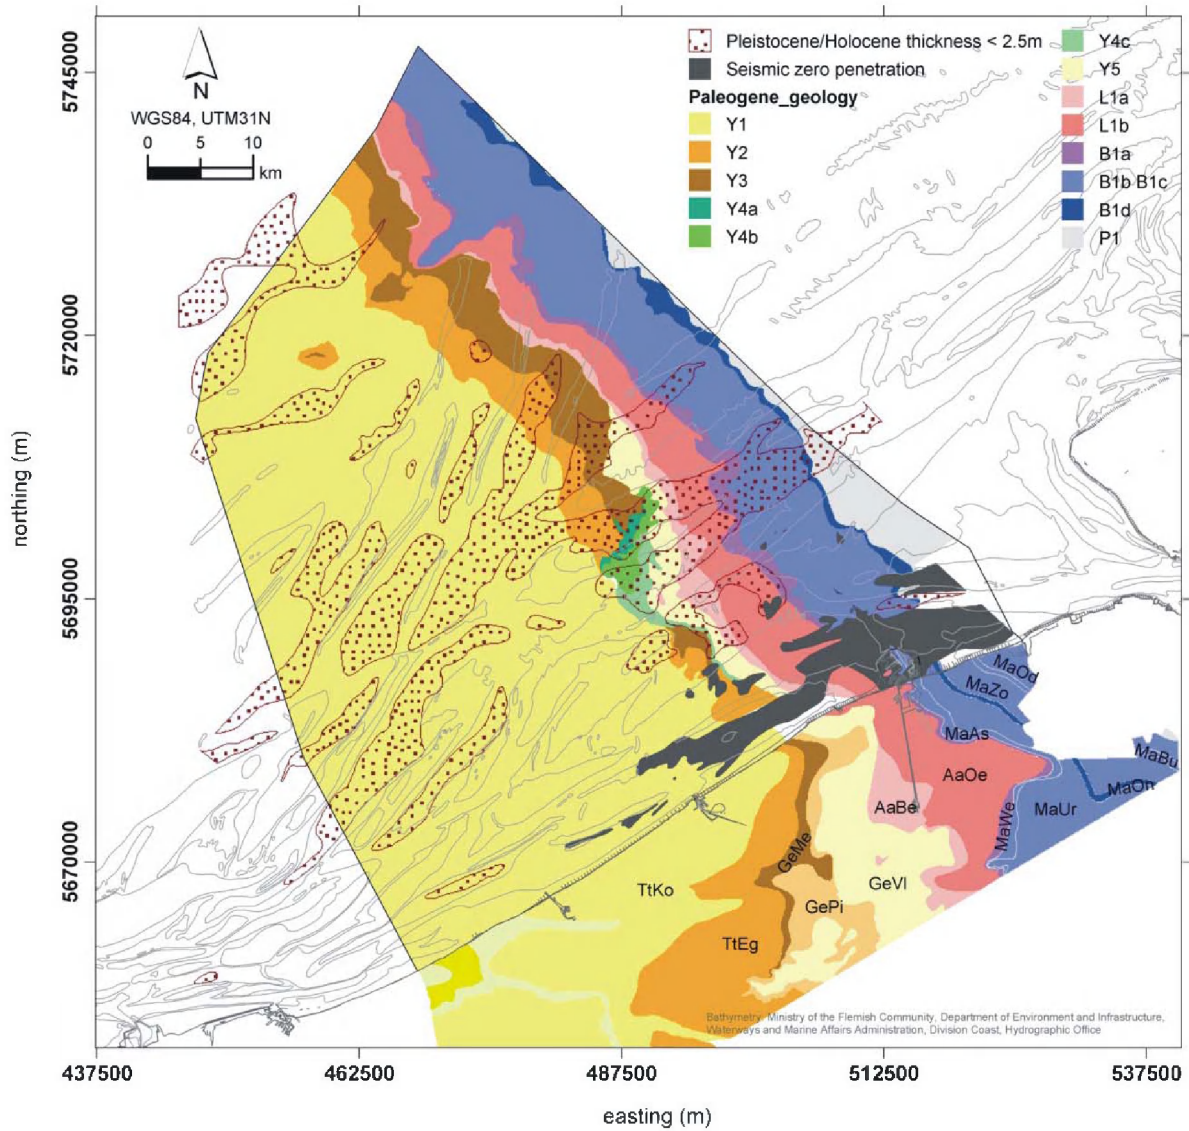 5745000
5720000
5695000
5670000
northing (m)
N
WGS84, UTM31N
0 5 10
km
Pleistocene/Holocene thickness < 2.5m
Seismic zero penetration
Paleogene_geology
Y1
Y2
Y3
Y4a
Y4b
Y4c
Y5
L1a
L1b
B1a
B1b B1c
B1d
P1
MaOd
MaZo
MaAs
MaBu
MaOn
MaUr
MaWe
AaOe
AaBe
GeMe
GeVl
GePi
TtKo
TtEg
Bathymetry: Ministry of the Flemish Community, Department of Environment and Infrastructure,
Waterways and Marine Affairs Administration, Division Coast, Hydrographic Office
437500 462500 487500 512500 537500
easting (m)